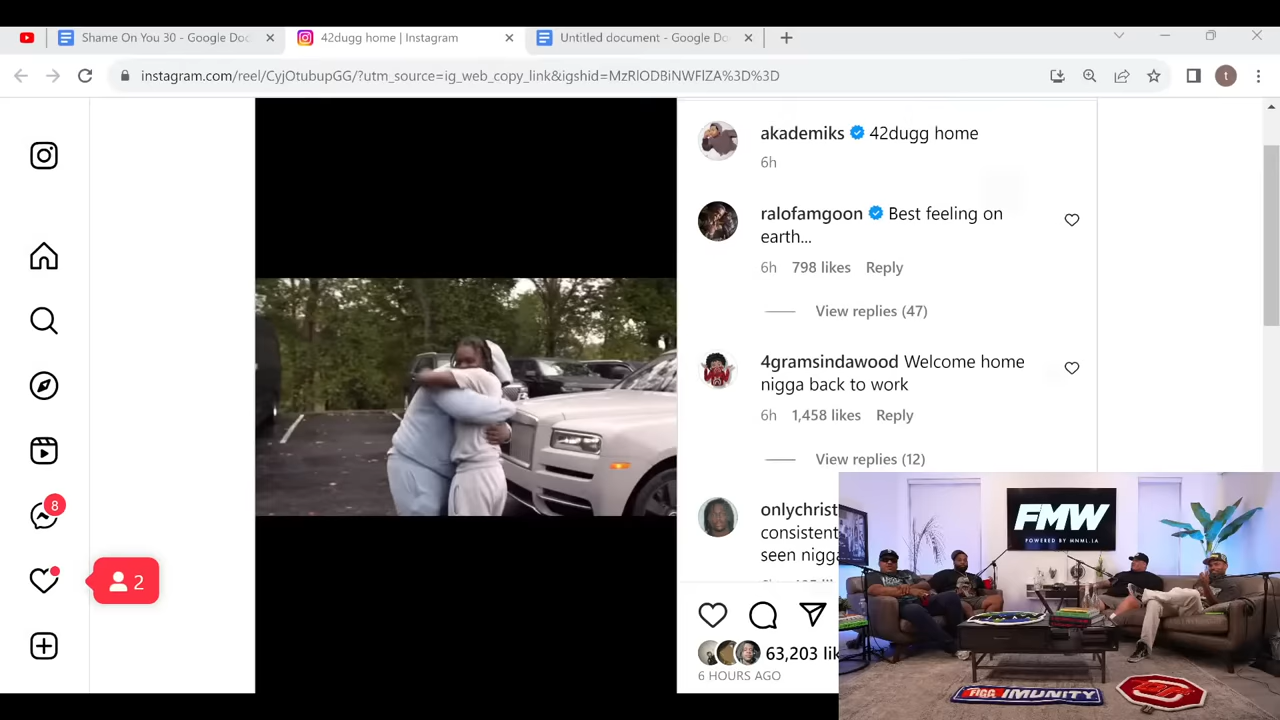 Shame On You 30 - Google Doc
42dugg home | Instagram
Untitled document - Google Do
instagram.com/reel/CyjOtubupGG/?utm_source=ig_web_copy_link&igshid=MzRlODBiNWFlZA%3D%3D
t
akademiks 42dugg home
6h
ralofamgoon Best feeling on
earth...
6h 798 likes Reply
View replies (47)
4gramsindawood Welcome home
nigga back to work
6h 1,458 likes Reply
View replies (12)
onlychrist
consistent
seen nigga
8
2
63,203 lik
6 HOURS AGO
FMW
POWERED BY MNML.LA
FIGG IMUNITY